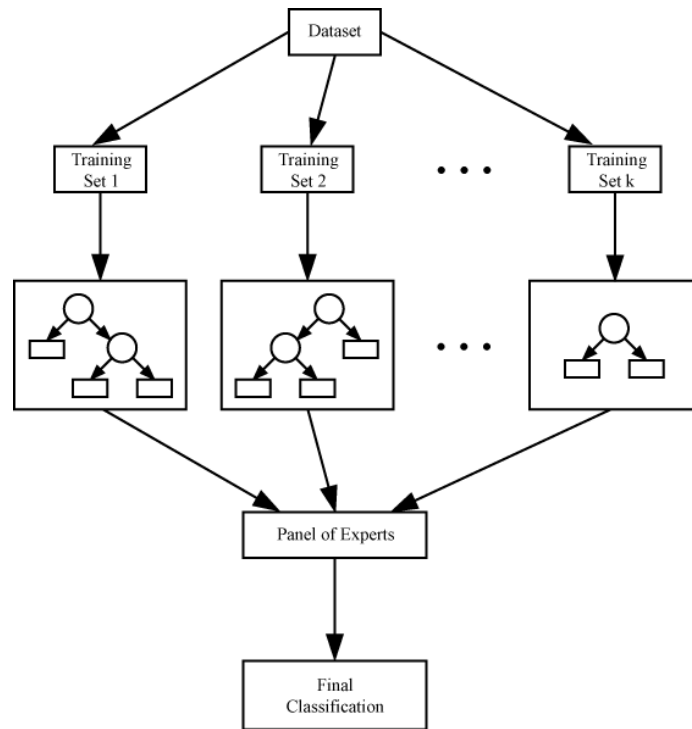 Dataset
Training
Set 1
Training
Set 2
. . .
Training
Set k
. . .
Panel of Experts
Final
Classification